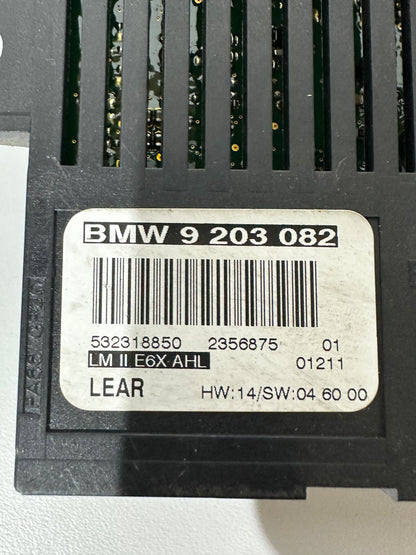 BMW 9 203 082
532318850 2356875 01
LM II E6X AHL 01211
LEAR HW:14/SW:04 60 00